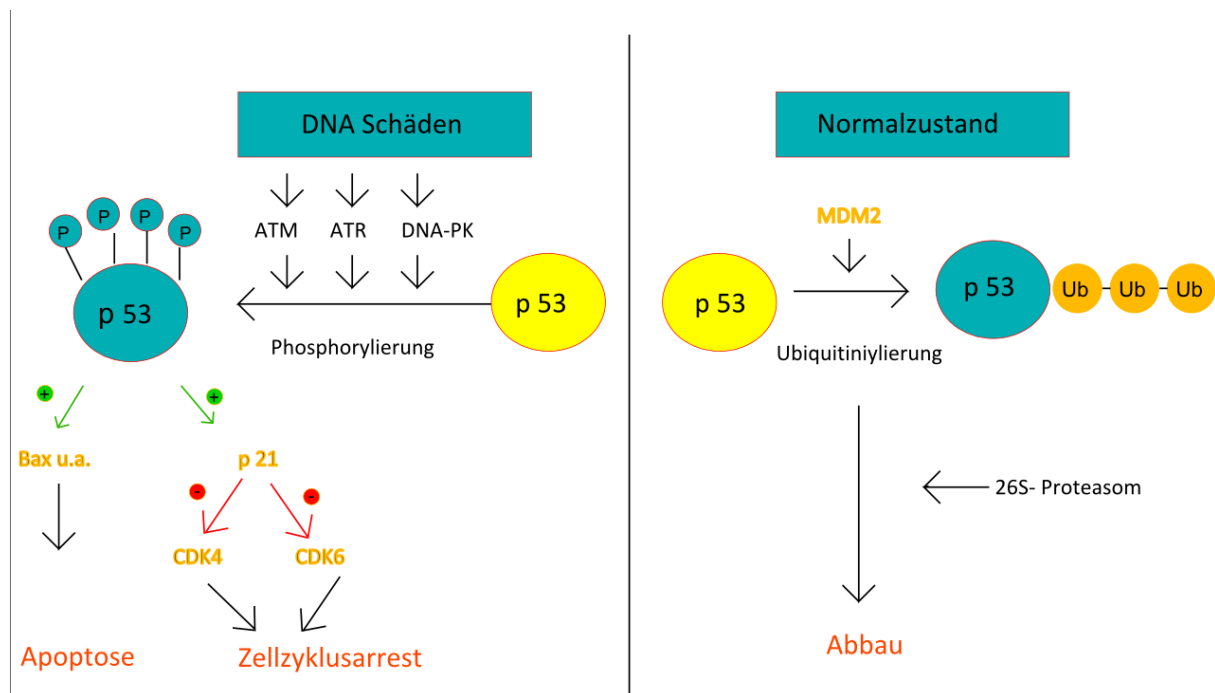 DNA Schäden
ATM ATR DNA-PK
P P P P
p 53
p 53
Phosphorylierung
+ +
Bax u.a.
p 21
- -
CDK4
CDK6
Apoptose
Zellzyklusarrest
Normalzustand
MDM2
p 53
p 53
Ub Ub Ub
Ubiquitiniylierung
26S- Proteasom
Abbau